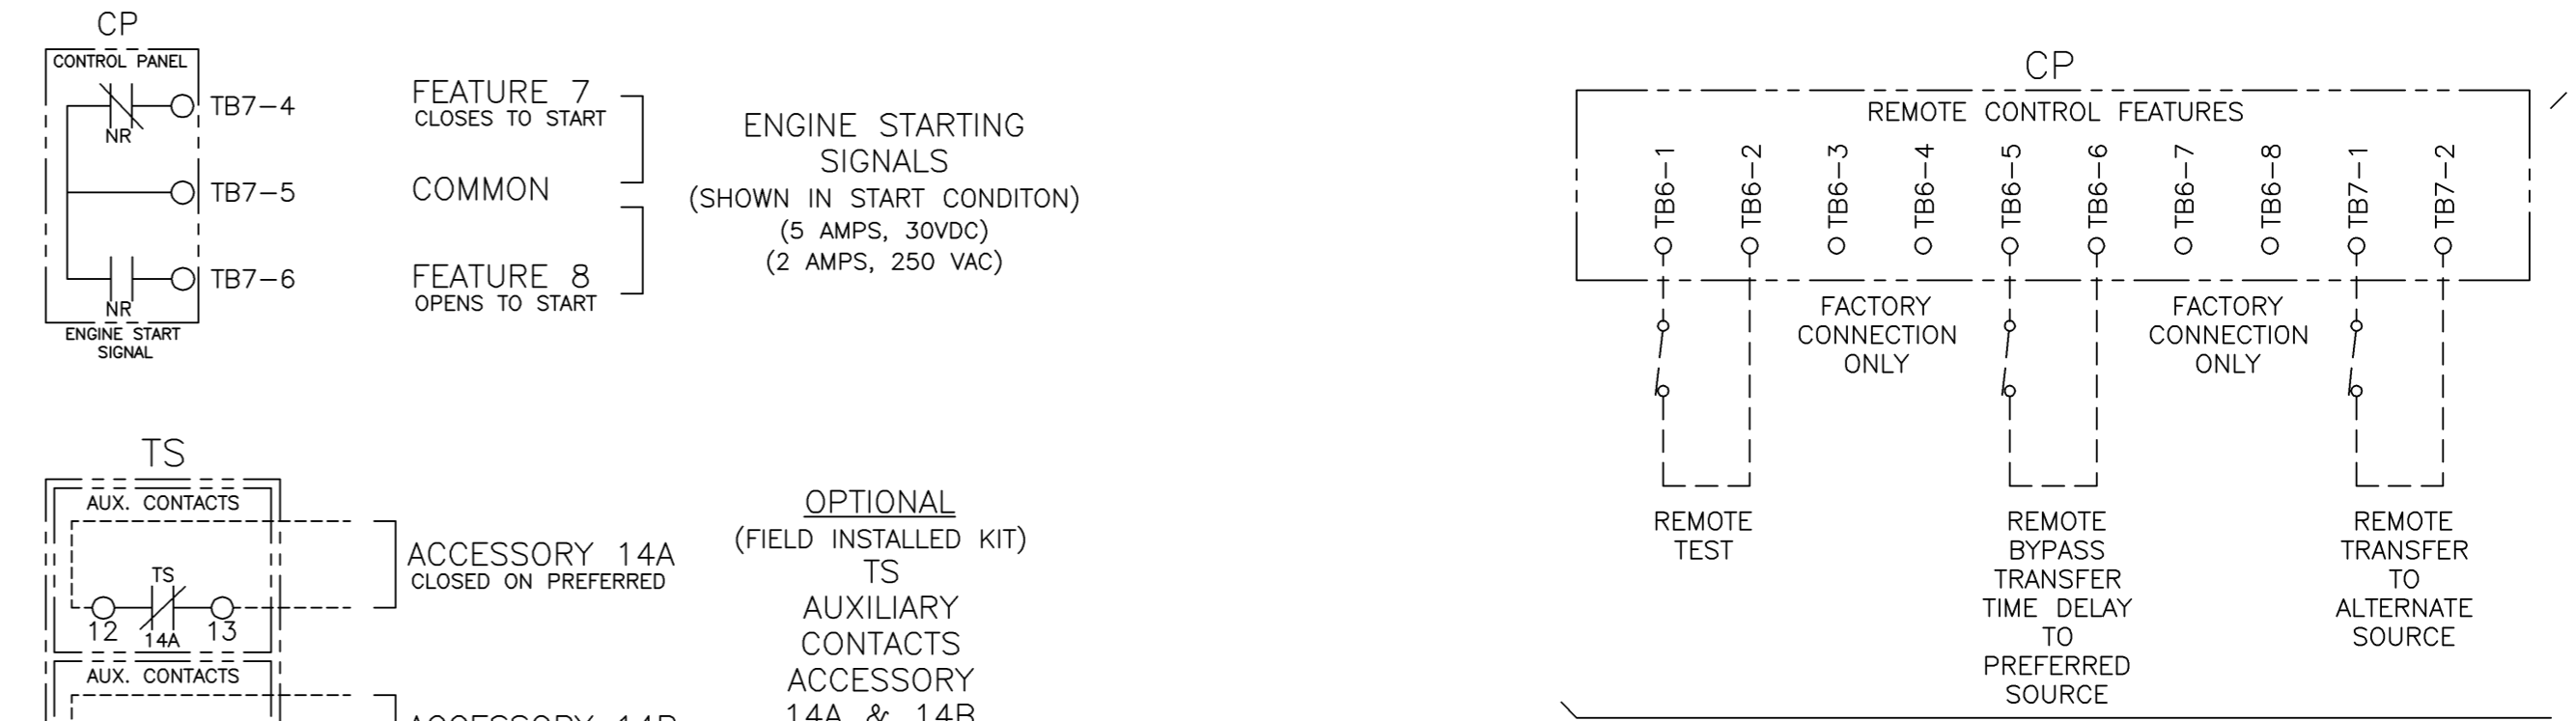 CP
CONTROL PANEL
NR
TB7-4
TB7-5
NR
TB7-6
ENGINE START
SIGNAL
FEATURE 7
CLOSES TO START
COMMON
FEATURE 8
OPENS TO START
ENGINE STARTING
SIGNALS
(SHOWN IN START CONDITON)
(5 AMPS, 30VDC)
(2 AMPS, 250 VAC)
CP
REMOTE CONTROL FEATURES
TB6-1
TB6-2
TB6-3
TB6-4
TB6-5
TB6-6
TB6-7
TB6-8
TB7-1
TB7-2
FACTORY
CONNECTION
ONLY
FACTORY
CONNECTION
ONLY
REMOTE
TEST
REMOTE
BYPASS
TRANSFER
TIME DELAY
TO
PREFERRED
SOURCE
REMOTE
TRANSFER
TO
ALTERNATE
SOURCE
TS
AUX. CONTACTS
TS
12
14A
13
ACCESSORY 14A
CLOSED ON PREFERRED
AUX. CONTACTS
ACCESSORY 14B
OPTIONAL
(FIELD INSTALLED KIT)
TS
AUXILIARY
CONTACTS
ACCESSORY
14A & 14B